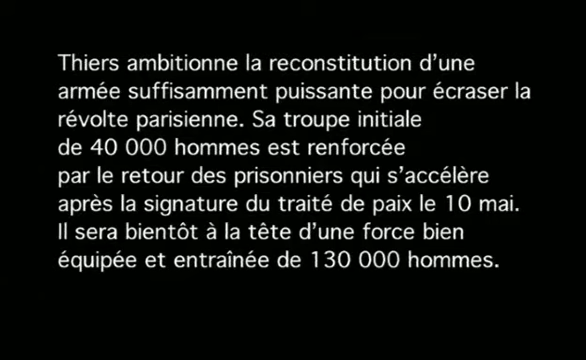 Thiers ambitionne la reconstitution d'une
armée suffisamment puissante pour écraser la
révolte parisienne. Sa troupe initiale
de 40 000 hommes est renforcée
par le retour des prisonniers qui s'accélère
après la signature du traité de paix le 10 mai.
Il sera bientôt à la tête d'une force bien
équipée et entraînée de 130 000 hommes.